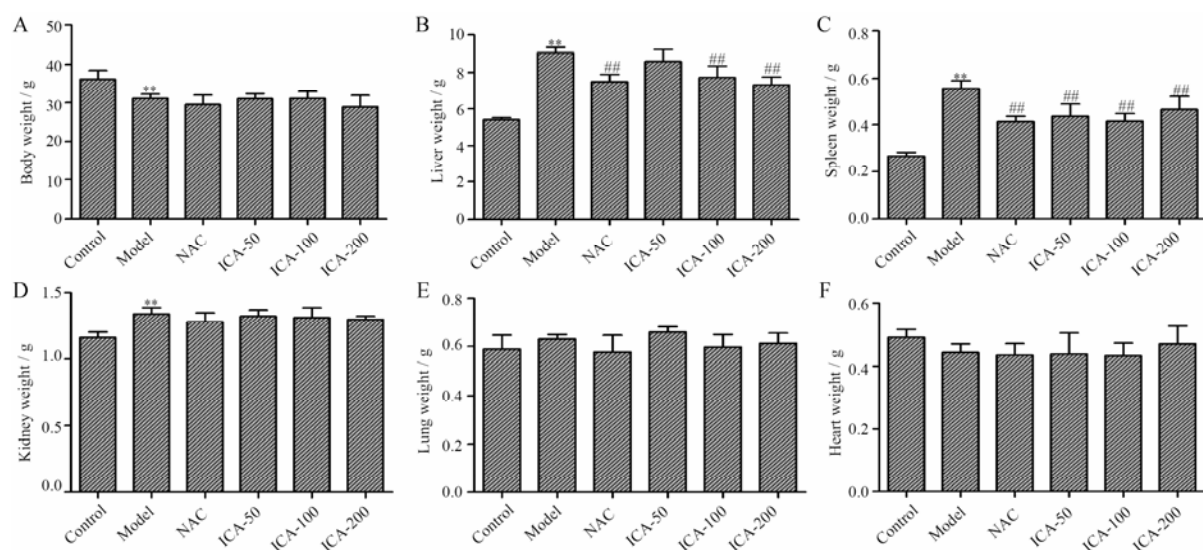 A
Body weight / g
50
40
30
20
10
0
**
Control
Model
NAC
ICA-50
ICA-100
ICA-200
B
Liver weight / g
10
8
6
4
2
0
**
##
##
##
Control
Model
NAC
ICA-50
ICA-100
ICA-200
C
Spleen weight / g
0.8
0.6
0.4
0.2
0.0
**
##
##
##
##
Control
Model
NAC
ICA-50
ICA-100
ICA-200
D
Kidney weight / g
1.5
1.0
0.5
0.0
**
Control
Model
NAC
ICA-50
ICA-100
ICA-200
E
Lung weight / g
0.8
0.6
0.4
0.2
0.0
Control
Model
NAC
ICA-50
ICA-100
ICA-200
F
Heart weight / g
0.6
0.4
0.2
0.0
Control
Model
NAC
ICA-50
ICA-100
ICA-200